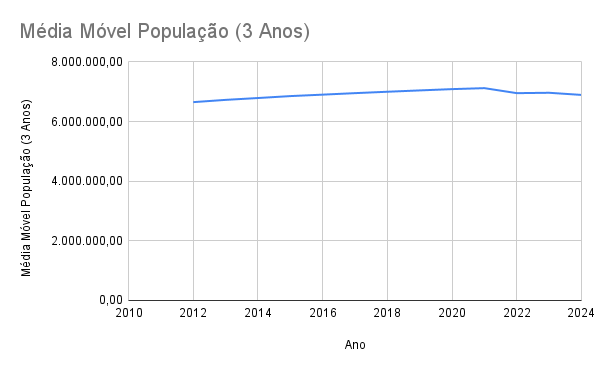 Média Móvel População (3 Anos)
Média Móvel População (3 Anos)
8.000.000,00
6.000.000,00
4.000.000,00
2.000.000,00
0,00
2010 2012 2014 2016 2018 2020 2022 2024
Ano